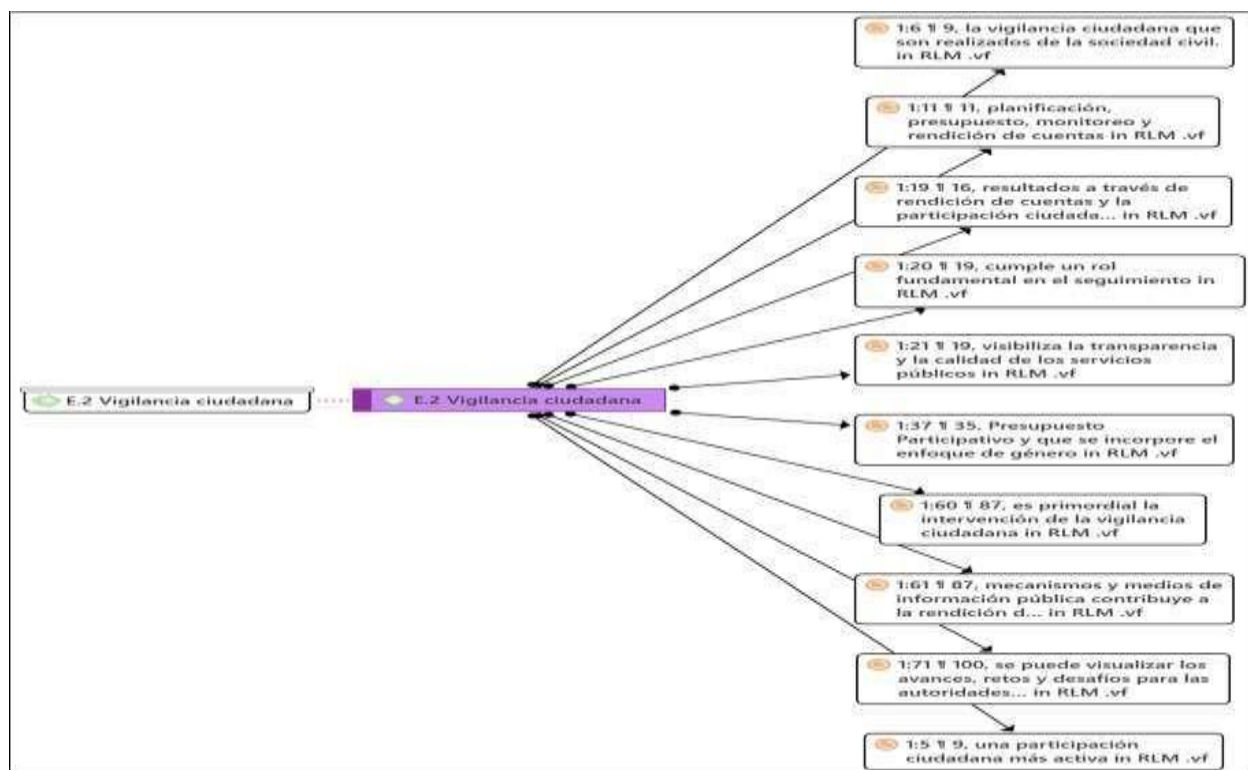 1:6 ¶ 9, la vigilancia ciudadana que
son realizados de la sociedad civil.
in RLM .vf
1:11 ¶ 11, planificación,
presupuesto, monitoreo y
rendición de cuentas in RLM .vf
1:19 ¶ 16, resultados a través de
rendición de cuentas y la
participación ciudada... in RLM .vf
1:20 ¶ 19, cumple un rol
fundamental en el seguimiento in
RLM .vf
1:21 ¶ 19, visibiliza la transparencia
y la calidad de los servicios
públicos in RLM .vf
E.2 Vigilancia ciudadana
E.2 Vigilancia ciudadana
1:37 ¶ 35, Presupuesto
Participativo y que se incorpore el
enfoque de género in RLM .vf
1:60 ¶ 87, es primordial la
intervención de la vigilancia
ciudadana in RLM .vf
1:61 ¶ 87, mecanismos y medios de
información pública contribuye a
la rendición d... in RLM .vf
1:71 ¶ 100, se puede visualizar los
avances, retos y desafíos para las
autoridades... in RLM .vf
1:5 ¶ 9, una participación
ciudadana más activa in RLM .vf